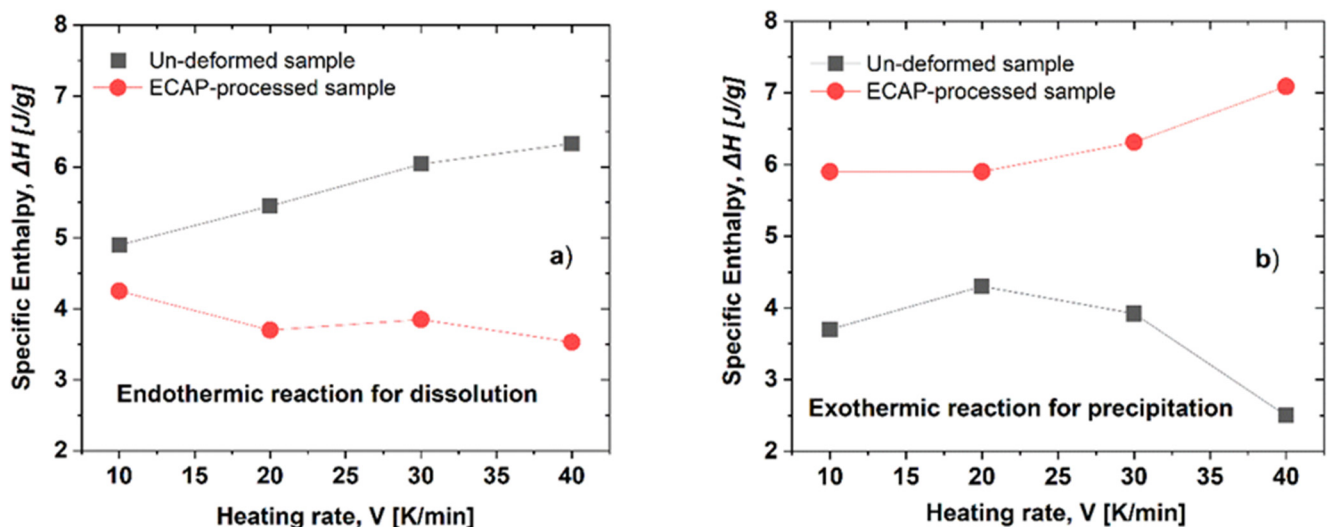 8
7
6
5
4
3
2
Specific Enthalpy, ΔH [J/g]
Un-deformed sample
ECAP-processed sample
a)
Endothermic reaction for dissolution
10 15 20 25 30 35 40
Heating rate, V [K/min]
8
7
6
5
4
3
2
Specific Enthalpy, ΔH [J/g]
Un-deformed sample
ECAP-processed sample
b)
Exothermic reaction for precipitation
10 15 20 25 30 35 40
Heating rate, V [K/min]